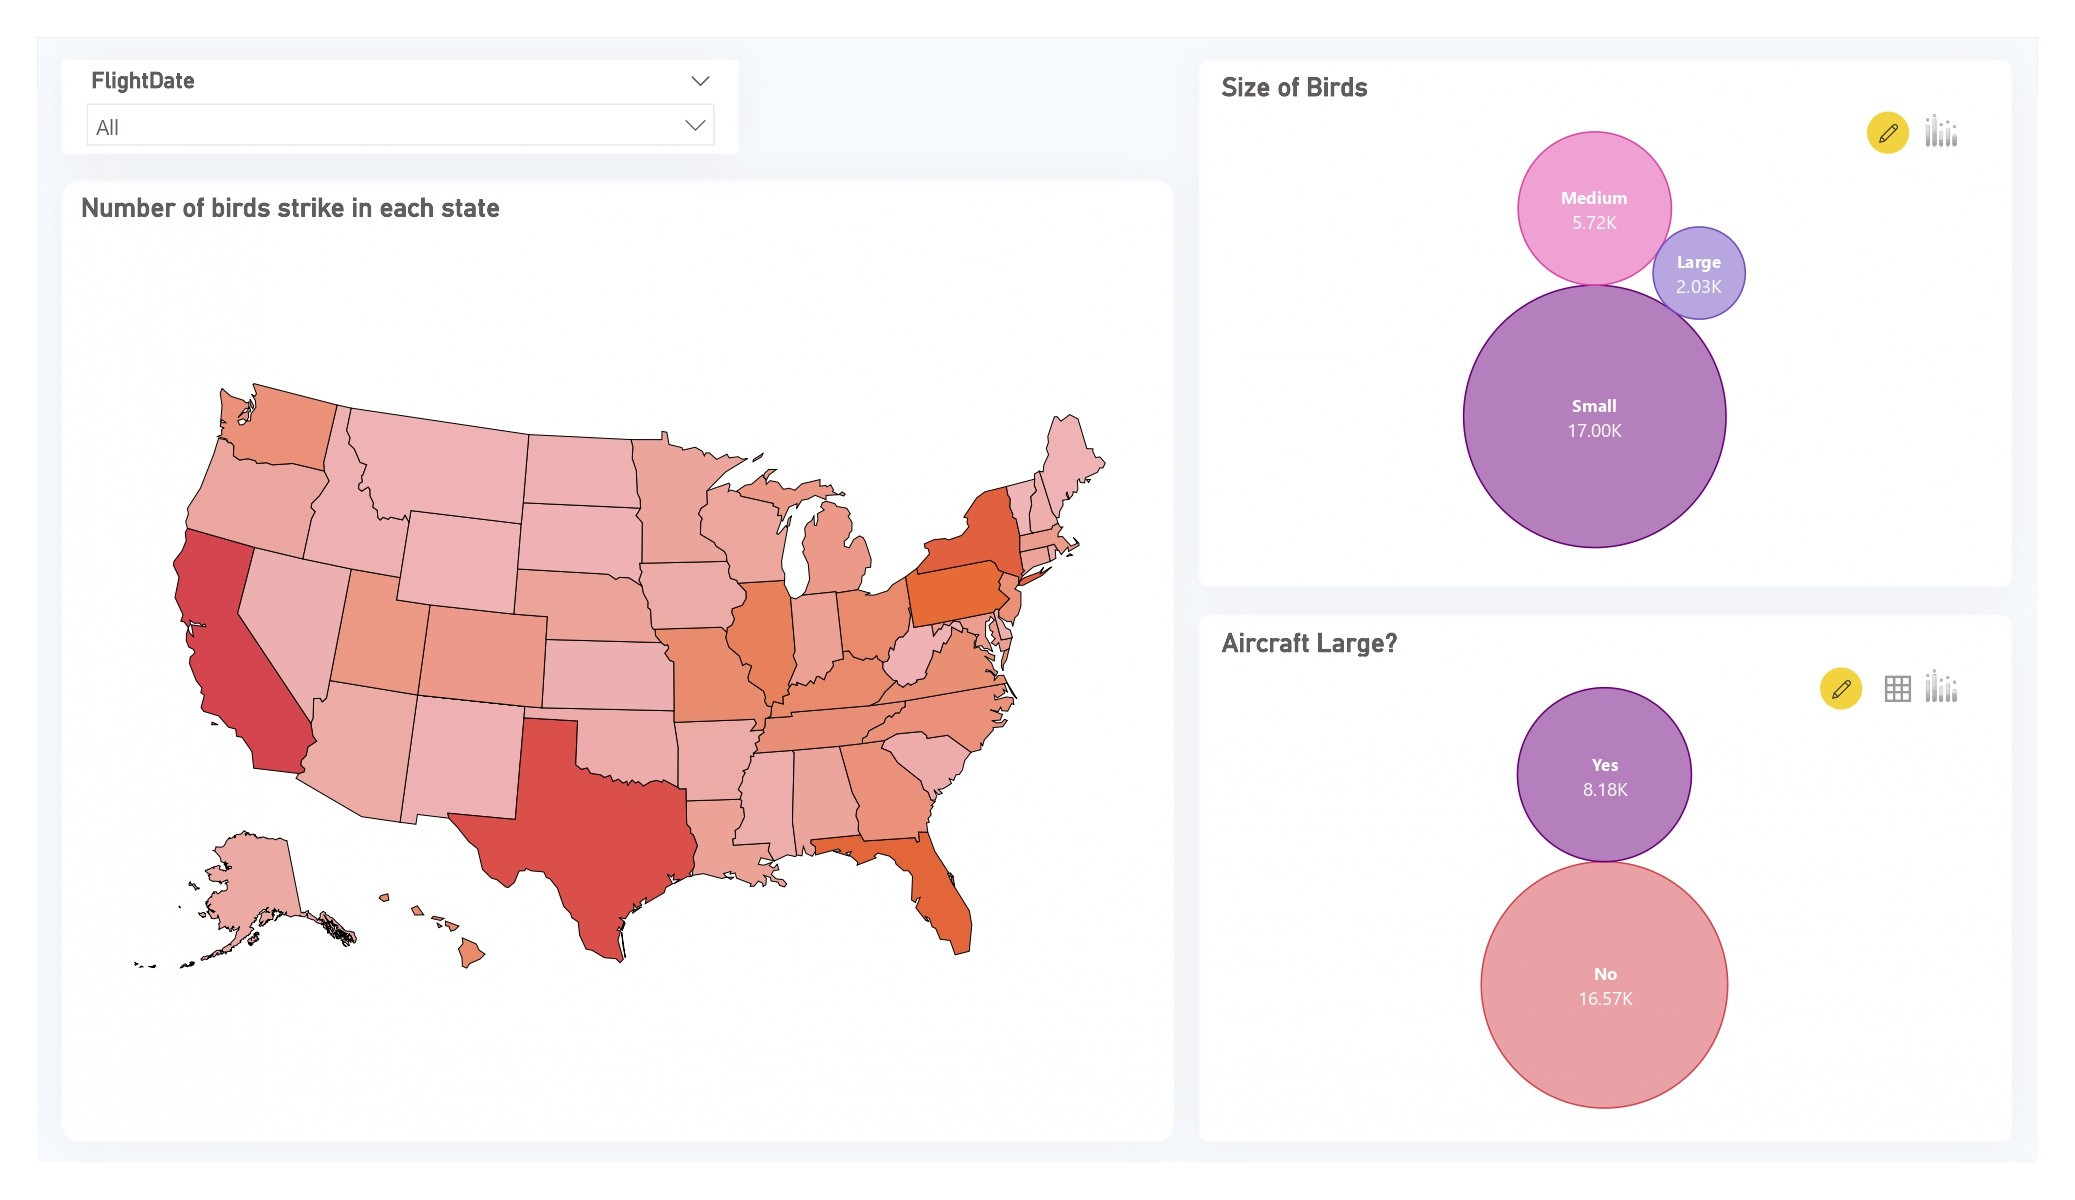 FlightDate
All
Number of birds strike in each state
Size of Birds
Medium
5.72K
Large
2.03K
Small
17.00K
Aircraft Large?
Yes
8.18K
No
16.57K